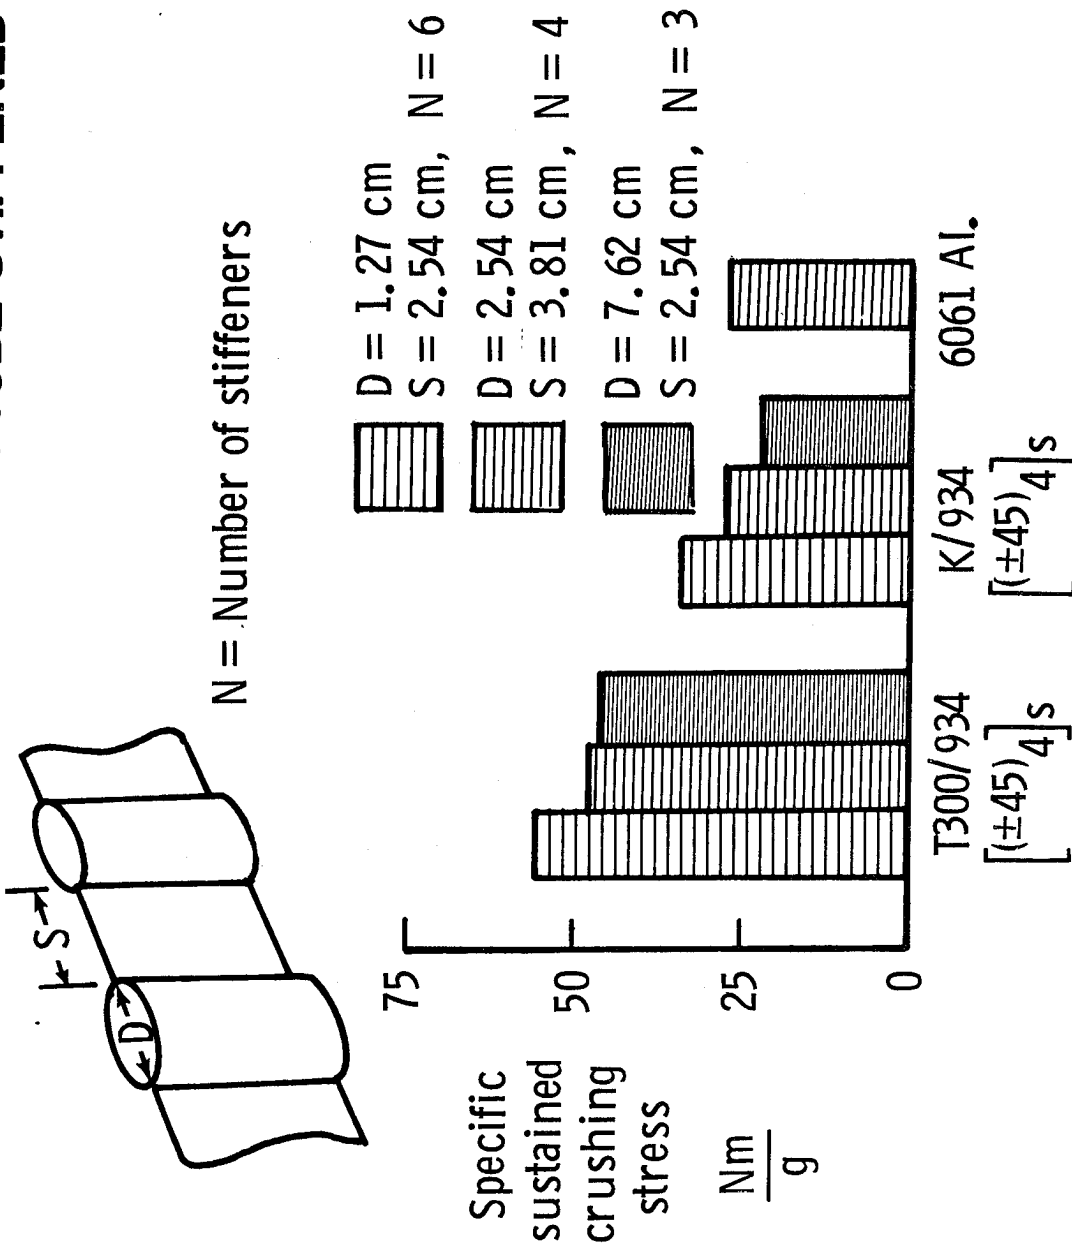 N = Number of stiffeners
S
D
D = 1.27 cm
S = 2.54 cm, N = 6
D = 2.54 cm
S = 3.81 cm, N = 4
D = 7.62 cm
S = 2.54 cm, N = 3
Specific
sustained
crushing
stress
Nm
g
75
50
25
0
T300/934
[(±45)4]s
K/934
[(±45)4]s
6061 Al.